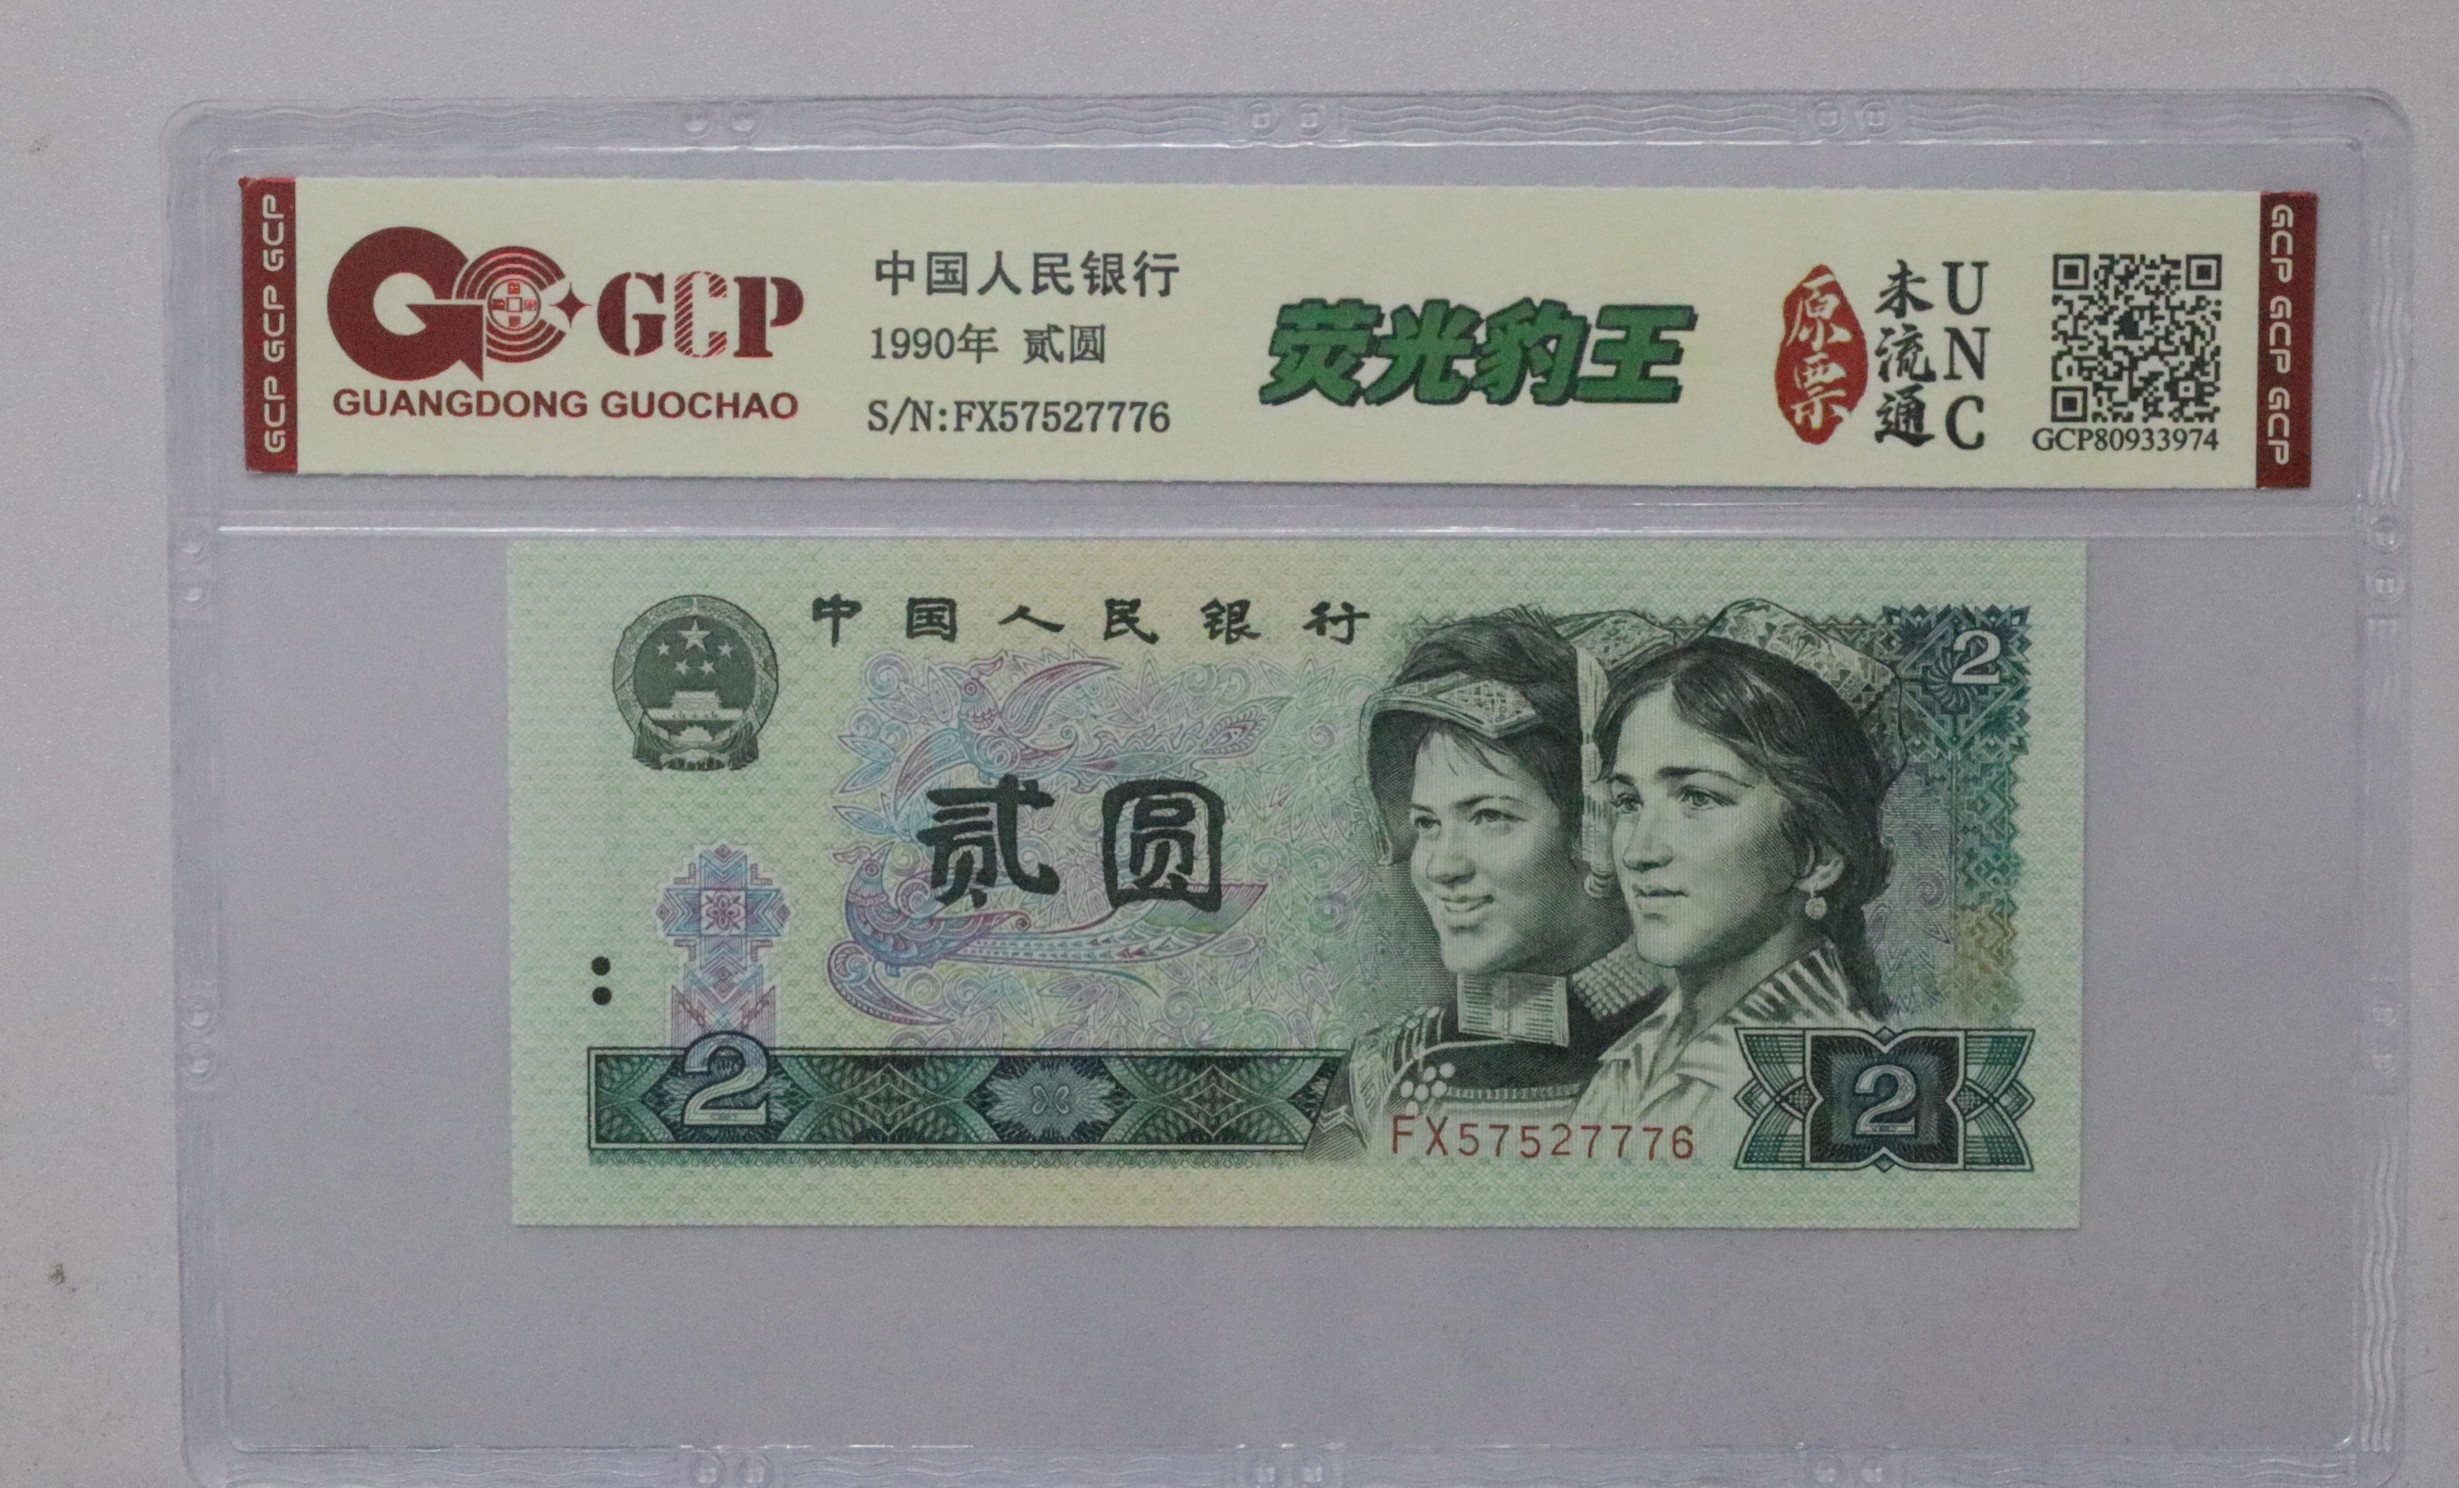 GCP GCP GCP
GCP
GUANGDONG GUOCHAO
中国人民银行
1990年 贰圆
S/N:FX57527776
荧光豹王
原票
未流通
UNC
GCP80933974
GCP GCP GCP
中国人民银行
2
贰圆
2
FX57527776
2